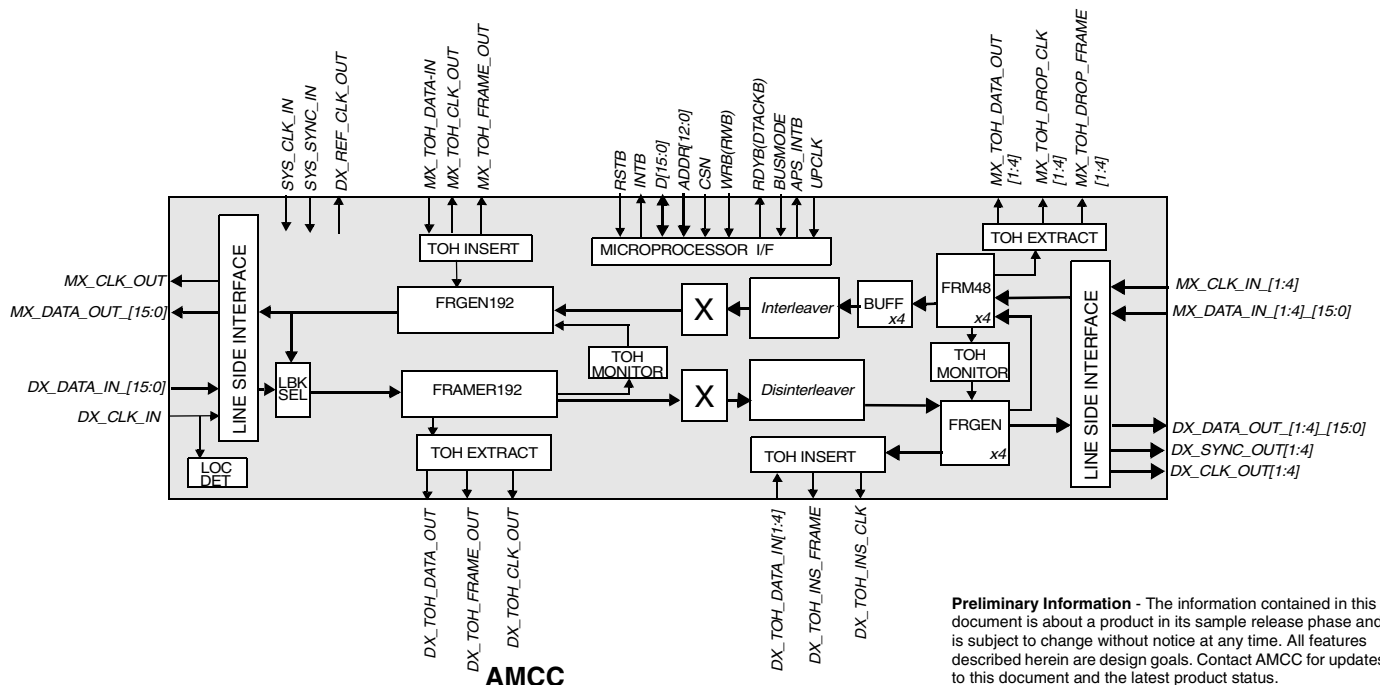 SYS_CLK_IN
SYS_SYNC_IN
DX_REF_CLK_OUT
MX_TOH_DATA-IN
MX_TOH_CLK_OUT
MX_TOH_FRAME_OUT
RSTB
INTB
D[15:0]
ADDR[12:0]
CSN
WRB(RWB)
RDYB(DTACKB)
BUSMODE
APS_INTB
UPCLK
MX_TOH_DATA_OUT
[1:4]
MX_TOH_DROP_CLK
[1:4]
MX_TOH_DROP_FRAME
[1:4]
TOH INSERT
MICROPROCESSOR I/F
TOH EXTRACT
MX_CLK_OUT
MX_DATA_OUT_[15:0]
DX_DATA_IN_[15:0]
DX_CLK_IN
LINE SIDE INTERFACE
LBK
SEL
LOC
DET
FRGEN192
TOH
MONITOR
FRAMER192
TOH EXTRACT
X
Interleaver
BUFF
x4
FRM48
x4
TOH
MONITOR
X
Disinterleaver
FRGEN
x4
TOH INSERT
LINE SIDE INTERFACE
MX_CLK_IN_[1:4]
MX_DATA_IN_[1:4]_[15:0]
DX_DATA_OUT_[1:4]_[15:0]
DX_SYNC_OUT[1:4]
DX_CLK_OUT[1:4]
DX_TOH_DATA_OUT
DX_TOH_FRAME_OUT
DX_TOH_CLK_OUT
DX_TOH_DATA_IN[1:4]
DX_TOH_INS_FRAME
DX_TOH_INS_CLK
AMCC
Preliminary Information - The information contained in this
document is about a product in its sample release phase and
is subject to change without notice at any time. All features
described herein are design goals. Contact AMCC for updates
to this document and the latest product status.